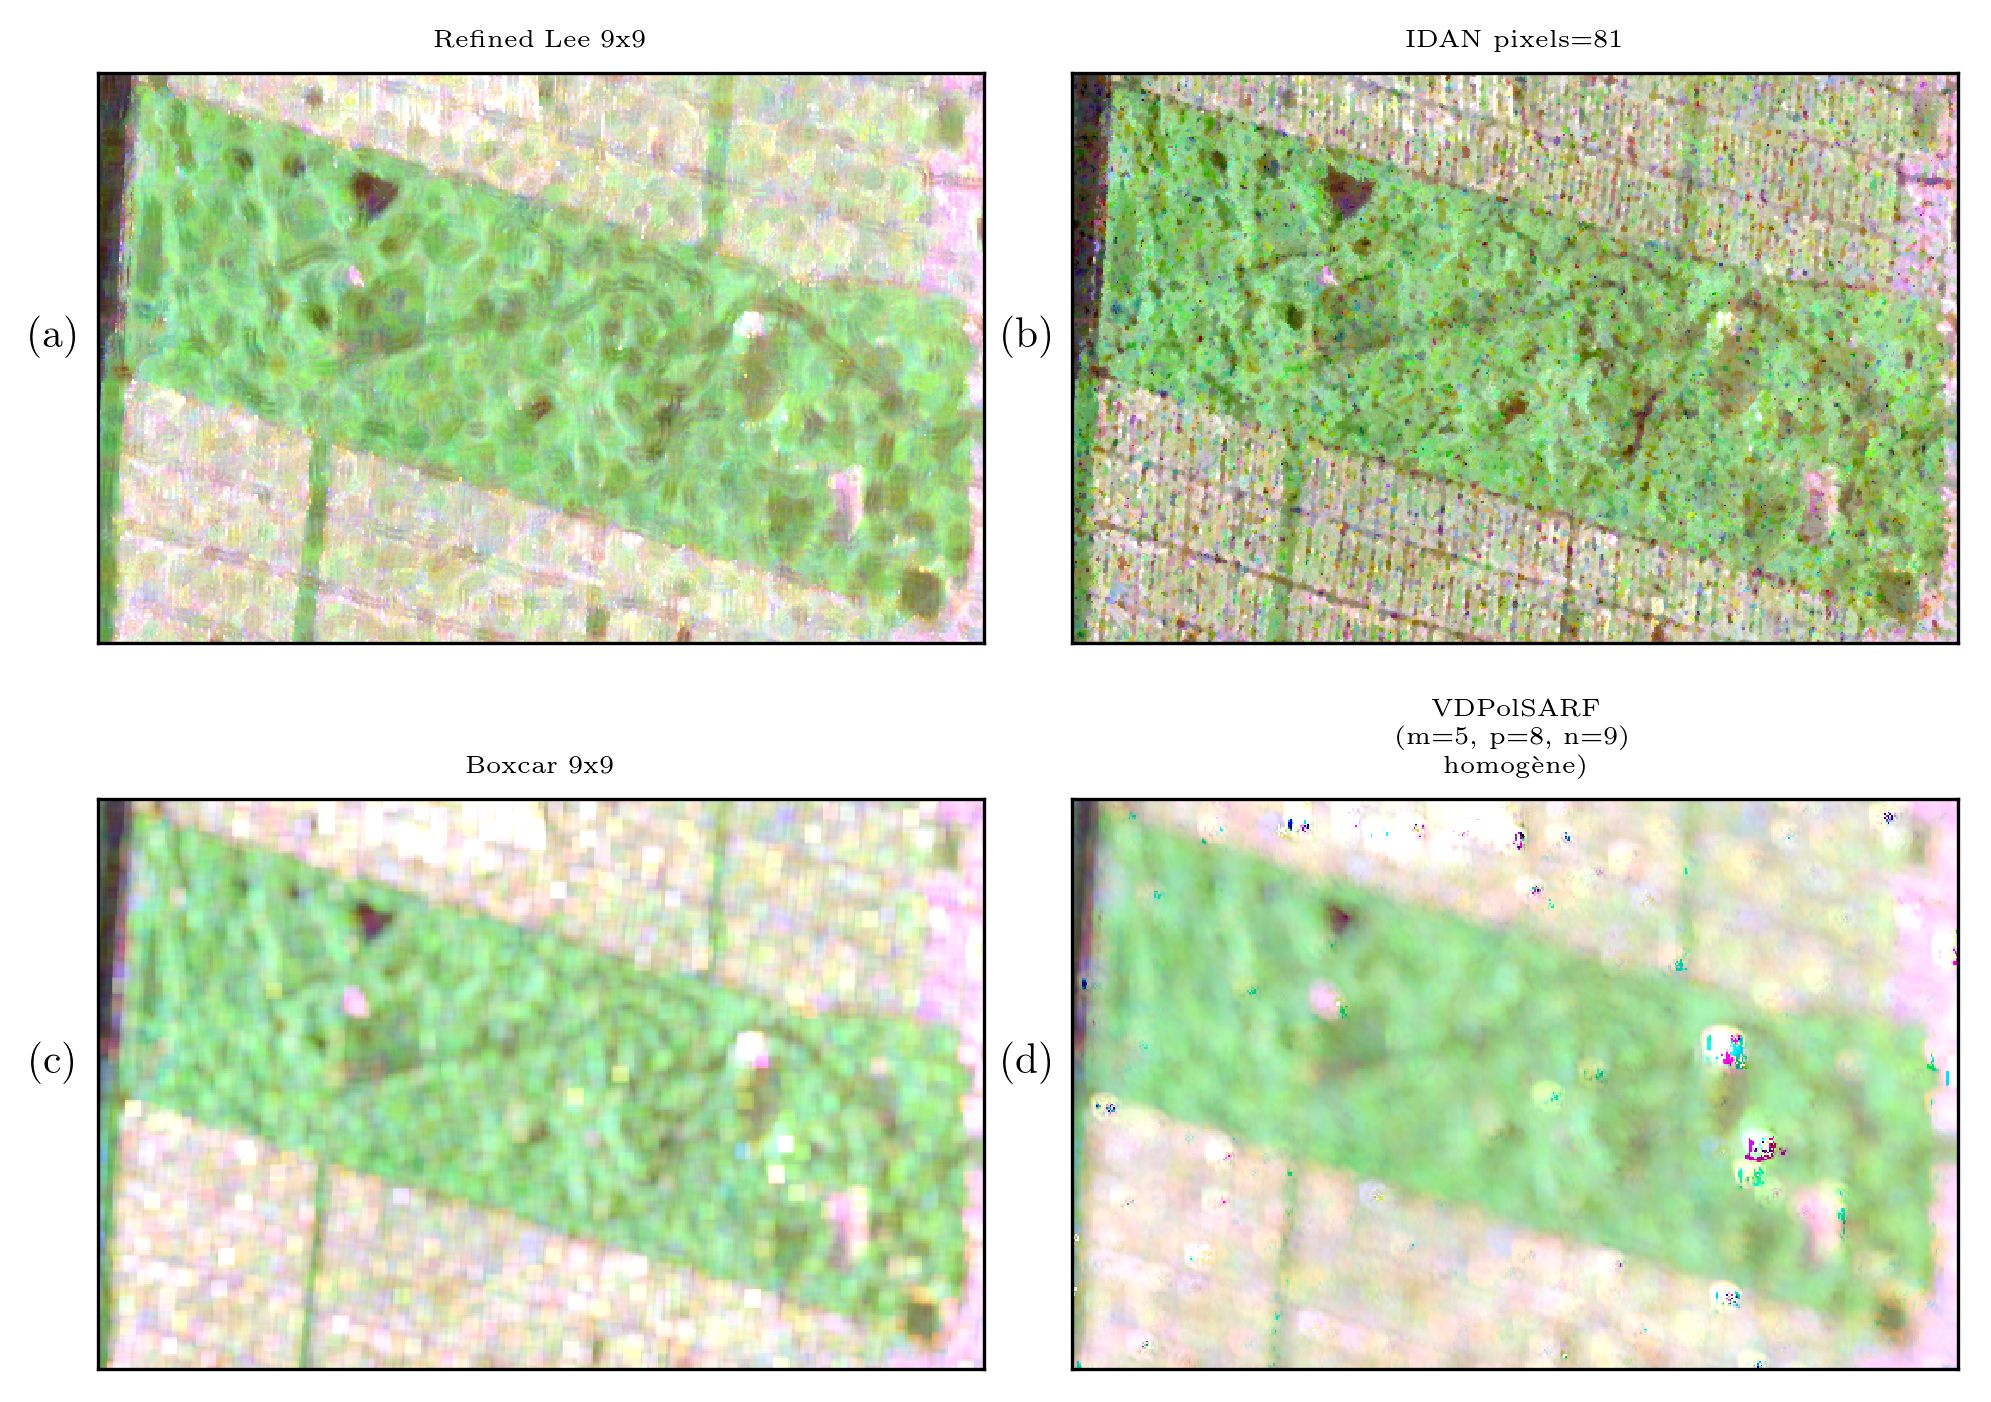 Refined Lee 9x9
IDAN pixels=81
(a)
(b)
Boxcar 9x9
VDPolSARF
(m=5, p=8, n=9)
homogène)
(c)
(d)